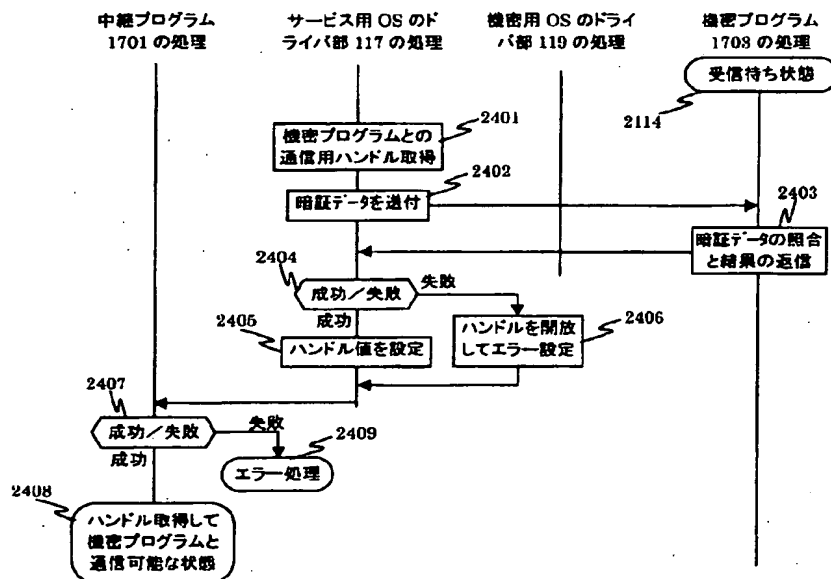 中継プログラム
1701 の処理
サービス用 OS のド
ライバ部 117 の処理
機密用 OS のドライ
バ部 119 の処理
機密プログラム
1703 の処理
受信待ち状態
2114
2401
機密プログラムとの
通信用ハンドル取得
2402
暗証データを送付
2403
暗証データの照合
と結果の返信
2404
成功/失敗
失敗
成功
2405
ハンドル値を設定
ハンドルを開放
してエラー設定
2406
2407
成功/失敗
失敗
成功
2409
エラー処理
2408
ハンドル取得して
機密プログラムと
通信可能な状態